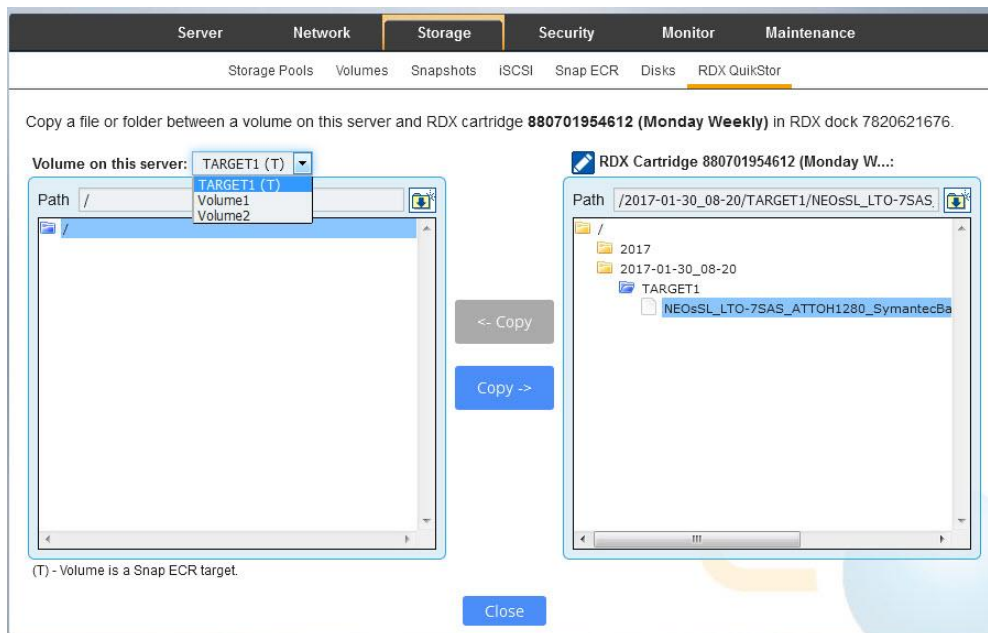 Server Network Storage Security Monitor Maintenance
Storage Pools Volumes Snapshots iSCSI Snap ECR Disks RDX QuikStor
Copy a file or folder between a volume on this server and RDX cartridge 880701954612 (Monday Weekly) in RDX dock 7820621676.
Volume on this server: TARGET1 (T)
TARGET1 (T)
Volume1
Volume2
Path /
/
<- Copy
Copy ->
RDX Cartridge 880701954612 (Monday W...:
Path /2017-01-30_08-20/TARGET1/NEOsSL_LTO-7SAS_
/
2017
2017-01-30_08-20
TARGET1
NEOsSL_LTO-7SAS_ATTOH1280_SymantecBa
(T) - Volume is a Snap ECR target.
Close